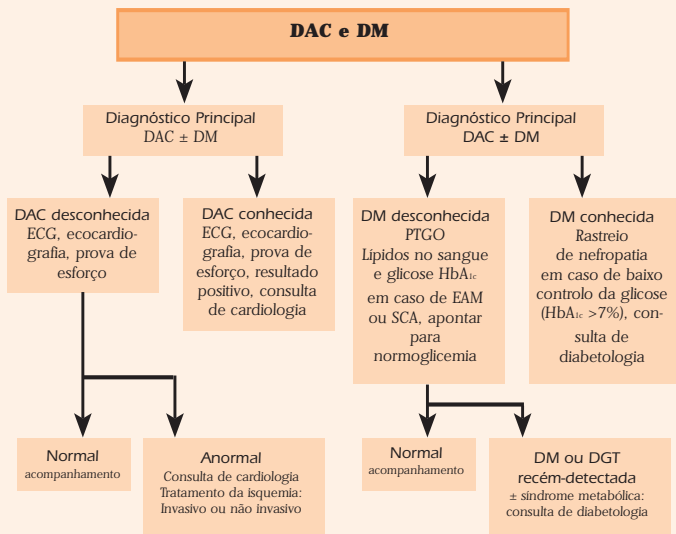 DAC e DM
Diagnóstico Principal
DAC ± DM
Diagnóstico Principal
DAC ± DM
DAC desconhecida
ECG, ecocardio-
grafia, prova de
esforço
DAC conhecida
ECG, ecocardio-
grafia, prova de
esforço, resultado
positivo, consulta
de cardiologia
DM desconhecida
PTGO
Lípidos no sangue
e glicose HbA1c
em caso de EAM
ou SCA, apontar
para
normoglicemia
DM conhecida
Rastreio
de nefropatia
em caso de baixo
controlo da glicose
(HbA1c >7%), con-
sulta de
diabetologia
Normal
acompanhamento
Anormal
Consulta de cardiologia
Tratamento da isquemia:
Invasivo ou não invasivo
Normal
acompanhamento
DM ou DGT
recém-detectada
± síndrome metabólica:
consulta de diabetologia